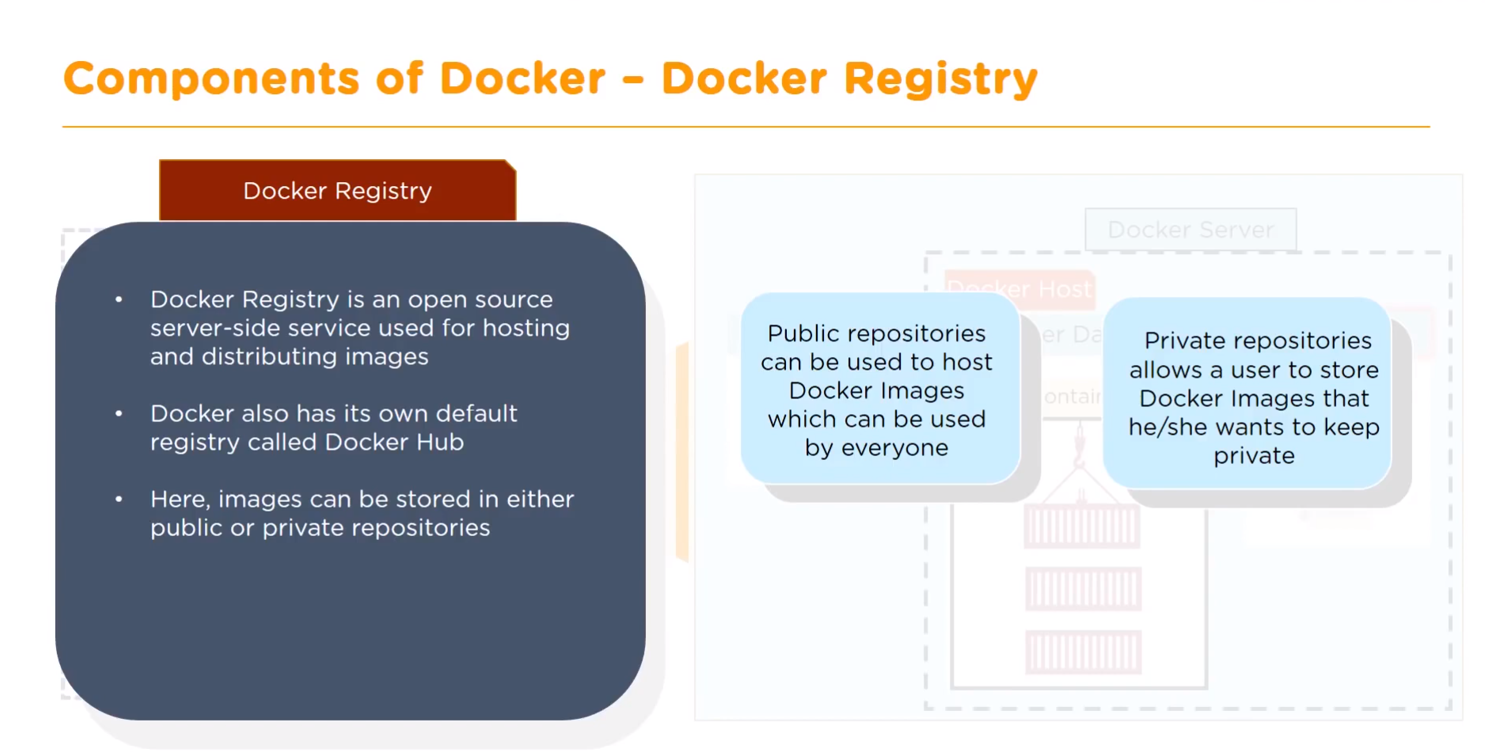 Components of Docker – Docker Registry
Docker Registry
• Docker Registry is an open source
server-side service used for hosting
and distributing images
• Docker also has its own default
registry called Docker Hub
• Here, images can be stored in either
public or private repositories
Docker Server
Docker Host
Public repositories
can be used to host
Docker Images
which can be used
by everyone
Private repositories
allows a user to store
Docker Images that
he/she wants to keep
private